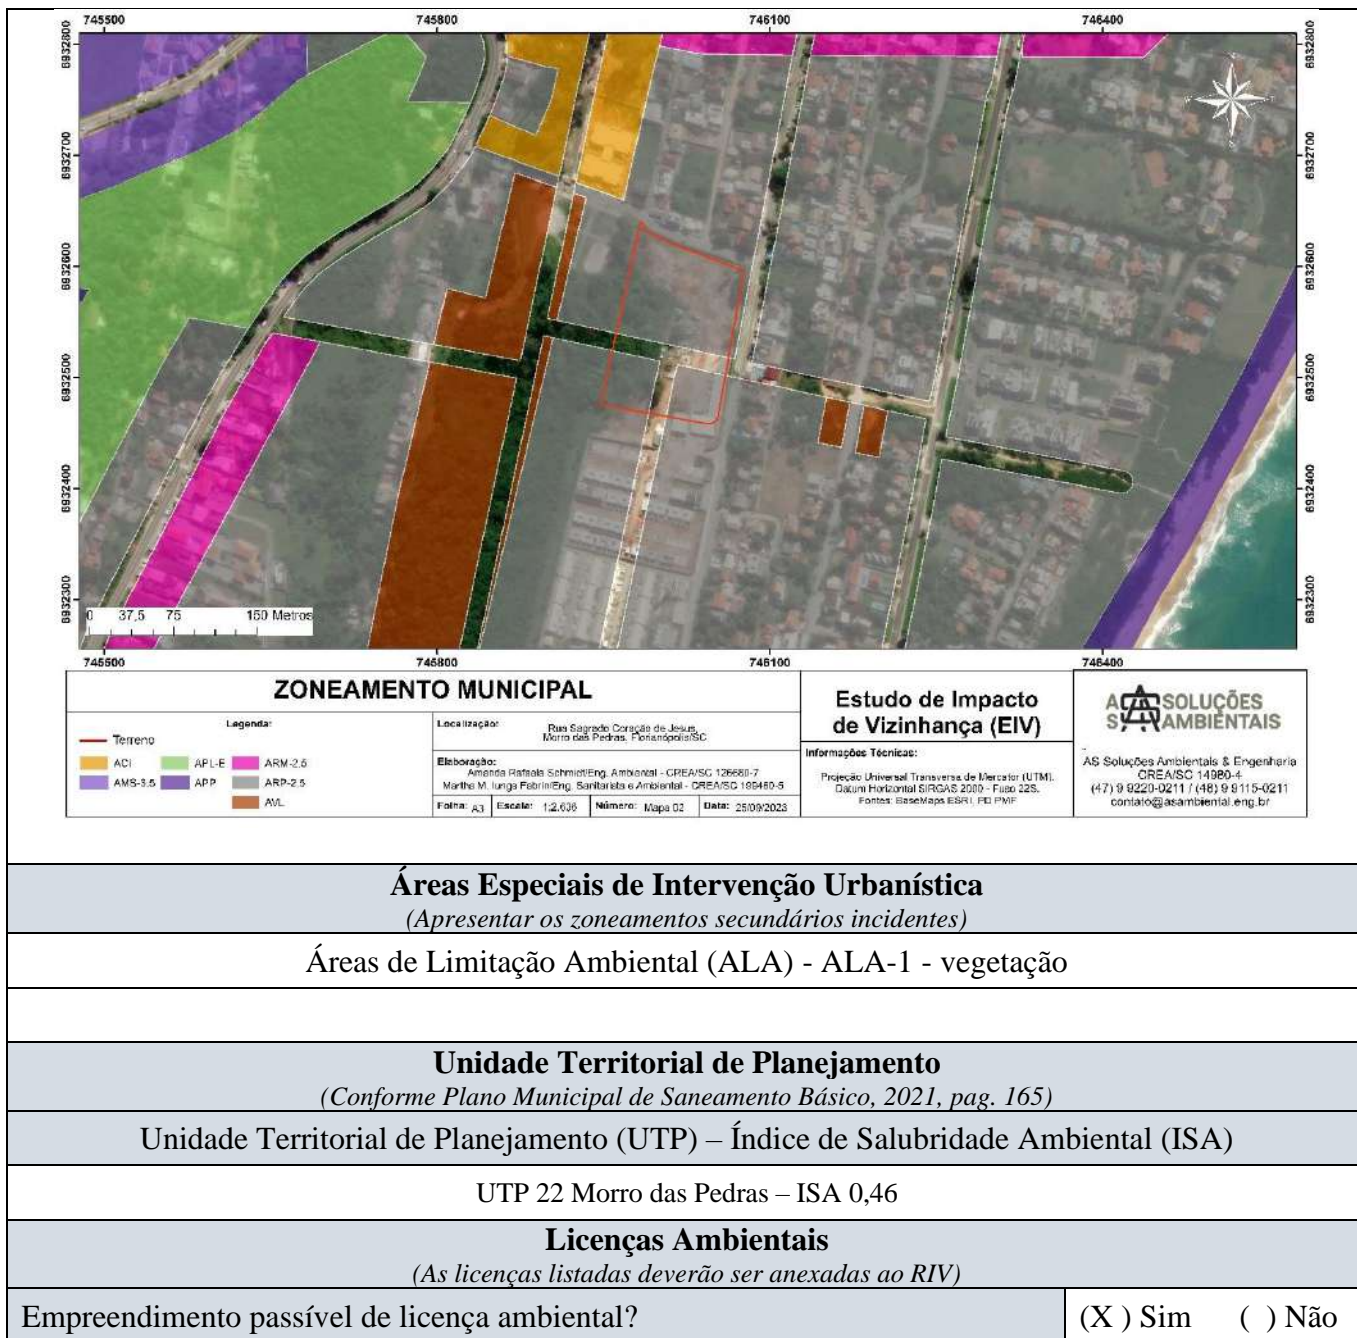 745500 745800 746100 746400
6932800 6932800
6932700 6932700
6932600 6932600
6932500 6932500
6932400 6932400
6932300 6932300
0 37,5 75 150 Metros
745500 745800 746100 746400
ZONEAMENTO MUNICIPAL
Legenda:
Terreno
ACI APL-E ARM-2.5
AMS-3.5 APP ARP-2.5
AVL
Localização:
Rua Sagrado Coração de Jesus,
Morro das Pedras, Florianópolis/SC
Elaboração:
Amanda Rafaela Schmidt/Eng. Ambiental - CREA/SC 126680-7
Martha M. Iunga Febrin/Eng. Sanitarista e Ambiental - CREA/SC
Folha: A3 Escala: Número: Mapa 02 Data: 25/09/2023
Estudo de Impacto
de Vizinhança (EIV)
Informações Técnicas:
Projeção Universal Transversa de Mercator (UTM).
Datum Horizontal SIRGAS 2000 - Fuso 22S.
Fontes: BaseMaps ESRI, PD PMF
AS SOLUÇÕES
AMBIENTAIS
AS Soluções Ambientais & Engenharia
CREA/SC 14980-4
(47) 9 9220-0211 / (48) 9 9115-0211
contato@asambiental.eng.br
Áreas Especiais de Intervenção Urbanística
(Apresentar os zoneamentos secundários incidentes)
Áreas de Limitação Ambiental (ALA) - ALA-1 - vegetação
Unidade Territorial de Planejamento
(Conforme Plano Municipal de Saneamento Básico, 2021, pag. 165)
Unidade Territorial de Planejamento (UTP) – Índice de Salubridade Ambiental (ISA)
UTP 22 Morro das Pedras – ISA 0,46
Licenças Ambientais
(As licenças listadas deverão ser anexadas ao RIV)
Empreendimento passível de licença ambiental? (X ) Sim ( ) Não